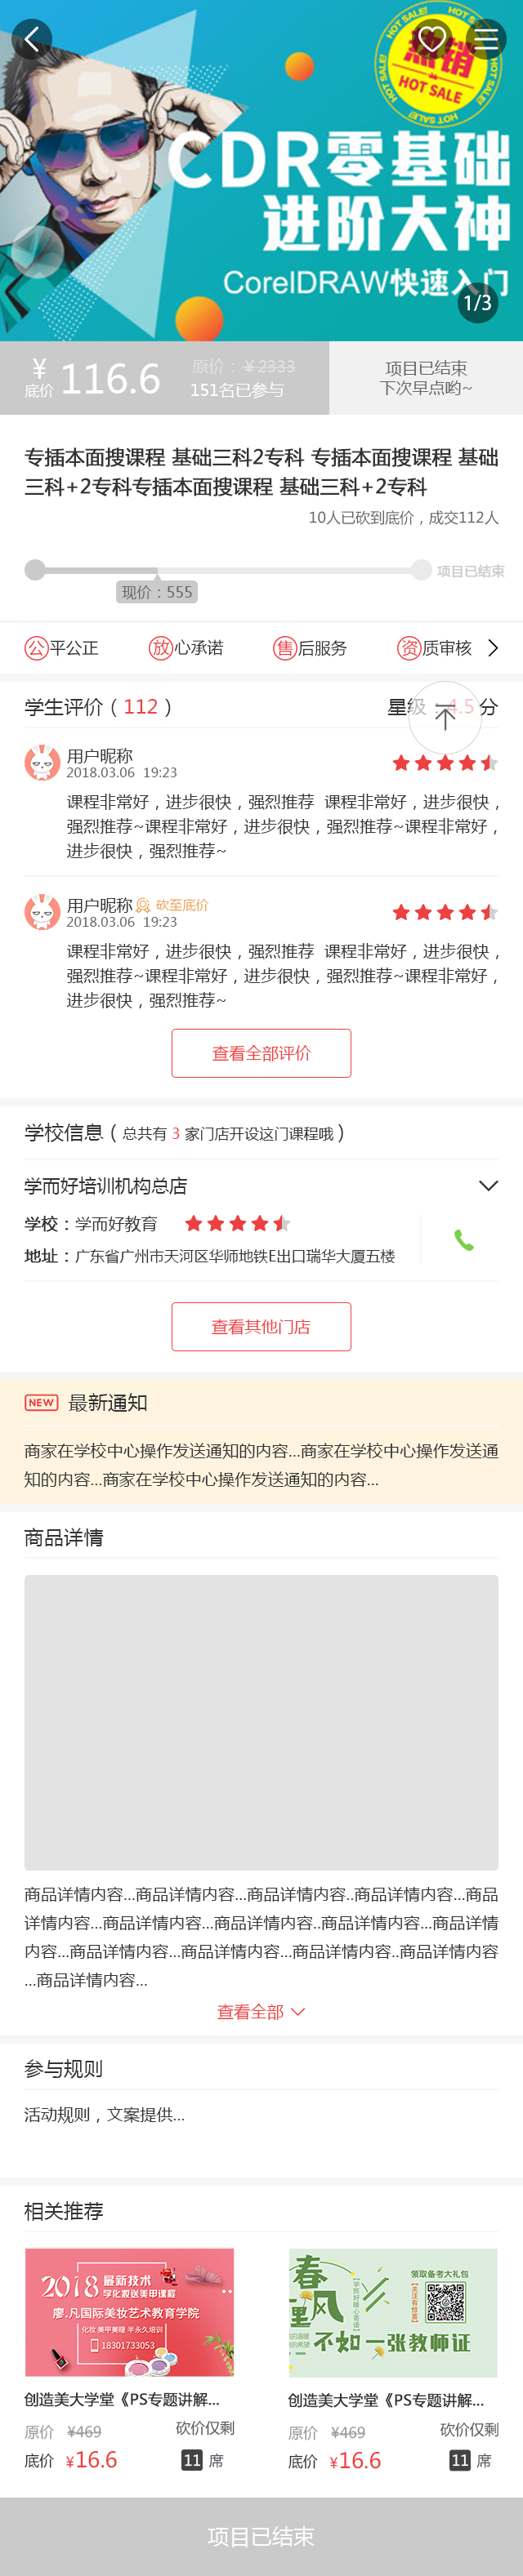 热销
HOT SALE
CDR零基础
进阶大神
CorelDRAW快速入门
1/3
¥
底价 116.6
原价：¥2333
151名已参与
项目已结束
下次早点哟~
专插本面搜课程 基础三科2专科 专插本面搜课程 基础
三科+2专科专插本面搜课程 基础三科+2专科
10人已砍到底价，成交112人
项目已结束
现价：555
公平公正 放心承诺 售后服务 资质审核
学生评价（112） 星级：4.5 分
用户昵称
2018.03.06 19:23
课程非常好，进步很快，强烈推荐 课程非常好，进步很快，
强烈推荐~课程非常好，进步很快，强烈推荐~课程非常好，
进步很快，强烈推荐~
用户昵称 砍至底价
2018.03.06 19:23
课程非常好，进步很快，强烈推荐 课程非常好，进步很快，
强烈推荐~课程非常好，进步很快，强烈推荐~课程非常好，
进步很快，强烈推荐~
查看全部评价
学校信息（总共有 3 家门店开设这门课程哦）
学而好培训机构总店
学校：学而好教育
地址：广东省广州市天河区华师地铁E出口瑞华大厦五楼
查看其他门店
NEW 最新通知
商家在学校中心操作发送通知的内容...商家在学校中心操作发送通
知的内容...商家在学校中心操作发送通知的内容...
商品详情
商品详情内容...商品详情内容...商品详情内容..商品详情内容...商品
详情内容...商品详情内容...商品详情内容..商品详情内容...商品详情
内容...商品详情内容...商品详情内容...商品详情内容..商品详情内容
...商品详情内容...
查看全部
参与规则
活动规则，文案提供...
相关推荐
2018最新技术
学化妆送美甲课程
廖.凡国际美妆艺术教育学院
化妆 美甲美睫 半永久培训
18301733053
领取备考大礼包
春风
里
不如一张教师证
创造美大学堂《PS专题讲解...
原价 ¥469 砍价仅剩
底价 ¥16.6 11 席
创造美大学堂《PS专题讲解...
原价 ¥469 砍价仅剩
底价 ¥16.6 11 席
项目已结束